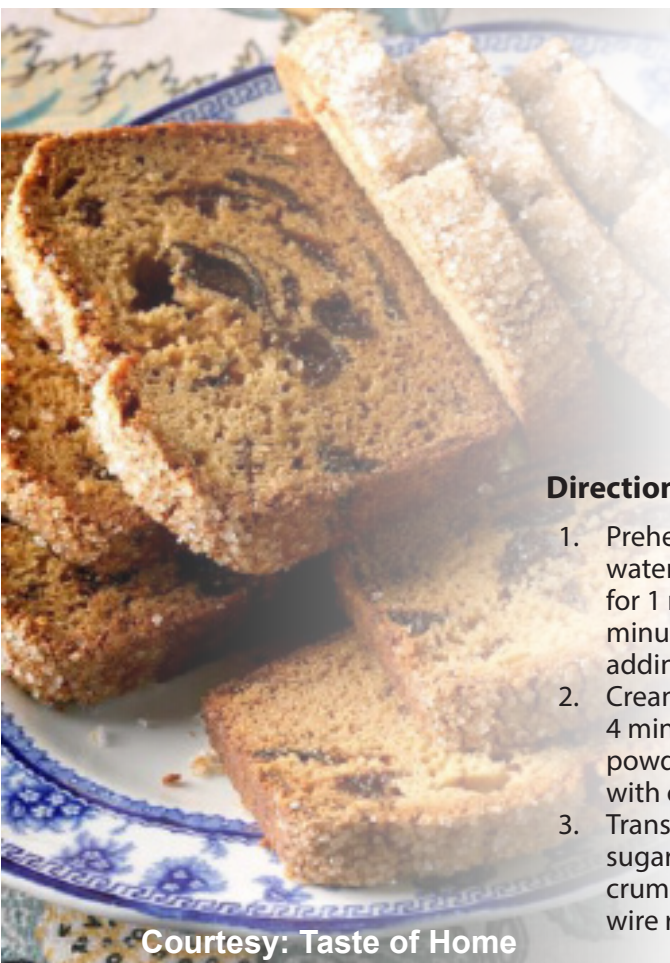 Direction
1. Prehe
water
for 1
minu
addin
2. Crear
4 min
powd
with
3. Trans
sugar
crum
wire
Courtesy: Taste of Home